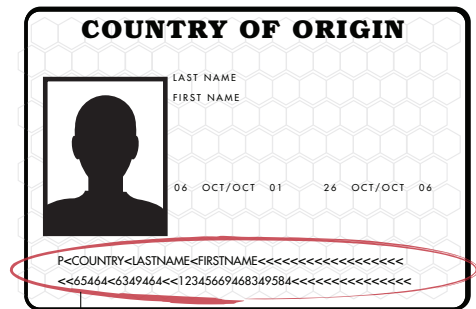 COUNTRY OF ORIGIN
LAST NAME
FIRST NAME
06 OCT/OCT 01 26 OCT/OCT 06
P<COUNTRY<LASTNAME<FIRSTNAME<<<<<<<<<<<<<<<<<<
<<65464<6349464<<12345669468349584<<<<<<<<<<<<<<<